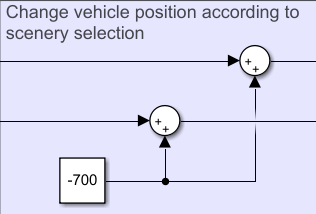 Change vehicle position according to
scenery selection
+
+
+
+
-700